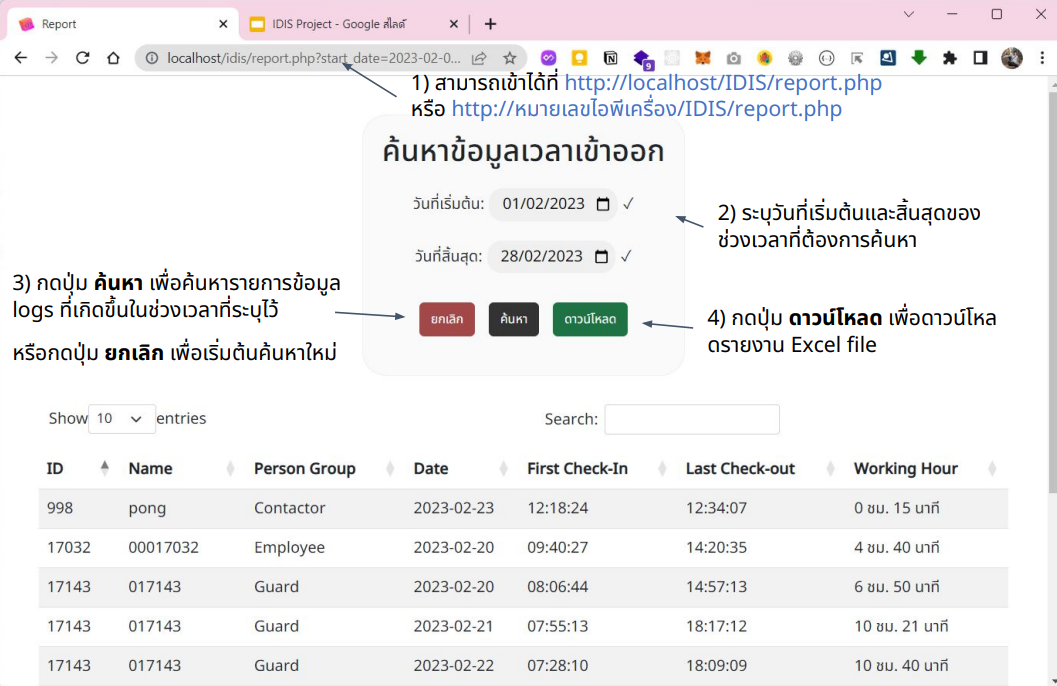 Report
IDIS Project - Google สไลด์
localhost/idis/report.php?start_date=2023-02-0...
9
1) สามารถเข้าได้ที่ http://localhost/IDIS/report.php
หรือ http://หมายเลขไอพีเครื่อง/IDIS/report.php
ค้นหาข้อมูลเวลาเข้าออก
วันที่เริ่มต้น: 01/02/2023
วันที่สิ้นสุด: 28/02/2023
2) ระบุวันที่เริ่มต้นและสิ้นสุดของ
ช่วงเวลาที่ต้องการค้นหา
3) กดปุ่ม ค้นหา เพื่อค้นหารายการข้อมูล
logs ที่เกิดขึ้นในช่วงเวลาที่ระบุไว้
หรือกดปุ่ม ยกเลิก เพื่อเริ่มต้นค้นหาใหม่
ยกเลิก ค้นหา ดาวน์โหลด
4) กดปุ่ม ดาวน์โหลด เพื่อดาวน์โหล
ดรายงาน Excel file
Show 10 entries Search:
ID Name Person Group Date First Check-In Last Check-out Working Hour
998 pong Contactor 2023-02-23 12:18:24 12:34:07 0 ชม. 15 นาที
17032 00017032 Employee 2023-02-20 09:40:27 14:20:35 4 ชม. 40 นาที
17143 017143 Guard 2023-02-20 08:06:44 14:57:13 6 ชม. 50 นาที
17143 017143 Guard 2023-02-21 07:55:13 18:17:12 10 ชม. 21 นาที
17143 017143 Guard 2023-02-22 07:28:10 18:09:09 10 ชม. 40 นาที